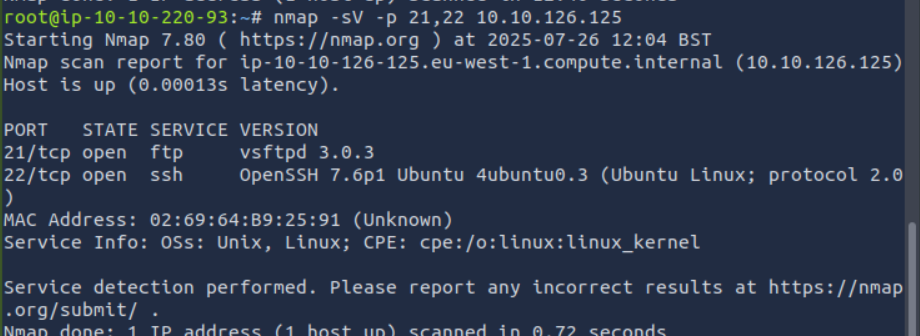 root@ip-10-10-220-93:~# nmap -sV -p 21,22 10.10.126.125
Starting Nmap 7.80 ( https://nmap.org ) at 2025-07-26 12:04 BST
Nmap scan report for ip-10-10-126-125.eu-west-1.compute.internal (10.10.126.125)
Host is up (0.00013s latency).
PORT   STATE SERVICE VERSION
21/tcp open  ftp     vsftpd 3.0.3
22/tcp open  ssh     OpenSSH 7.6p1 Ubuntu 4ubuntu0.3 (Ubuntu Linux; protocol 2.0
)
MAC Address: 02:69:64:B9:25:91 (Unknown)
Service Info: OSs: Unix, Linux; CPE: cpe:/o:linux:linux_kernel
Service detection performed. Please report any incorrect results at https://nmap
.org/submit/ .
Nmap done: 1 IP address (1 host up) scanned in 0.72 seconds